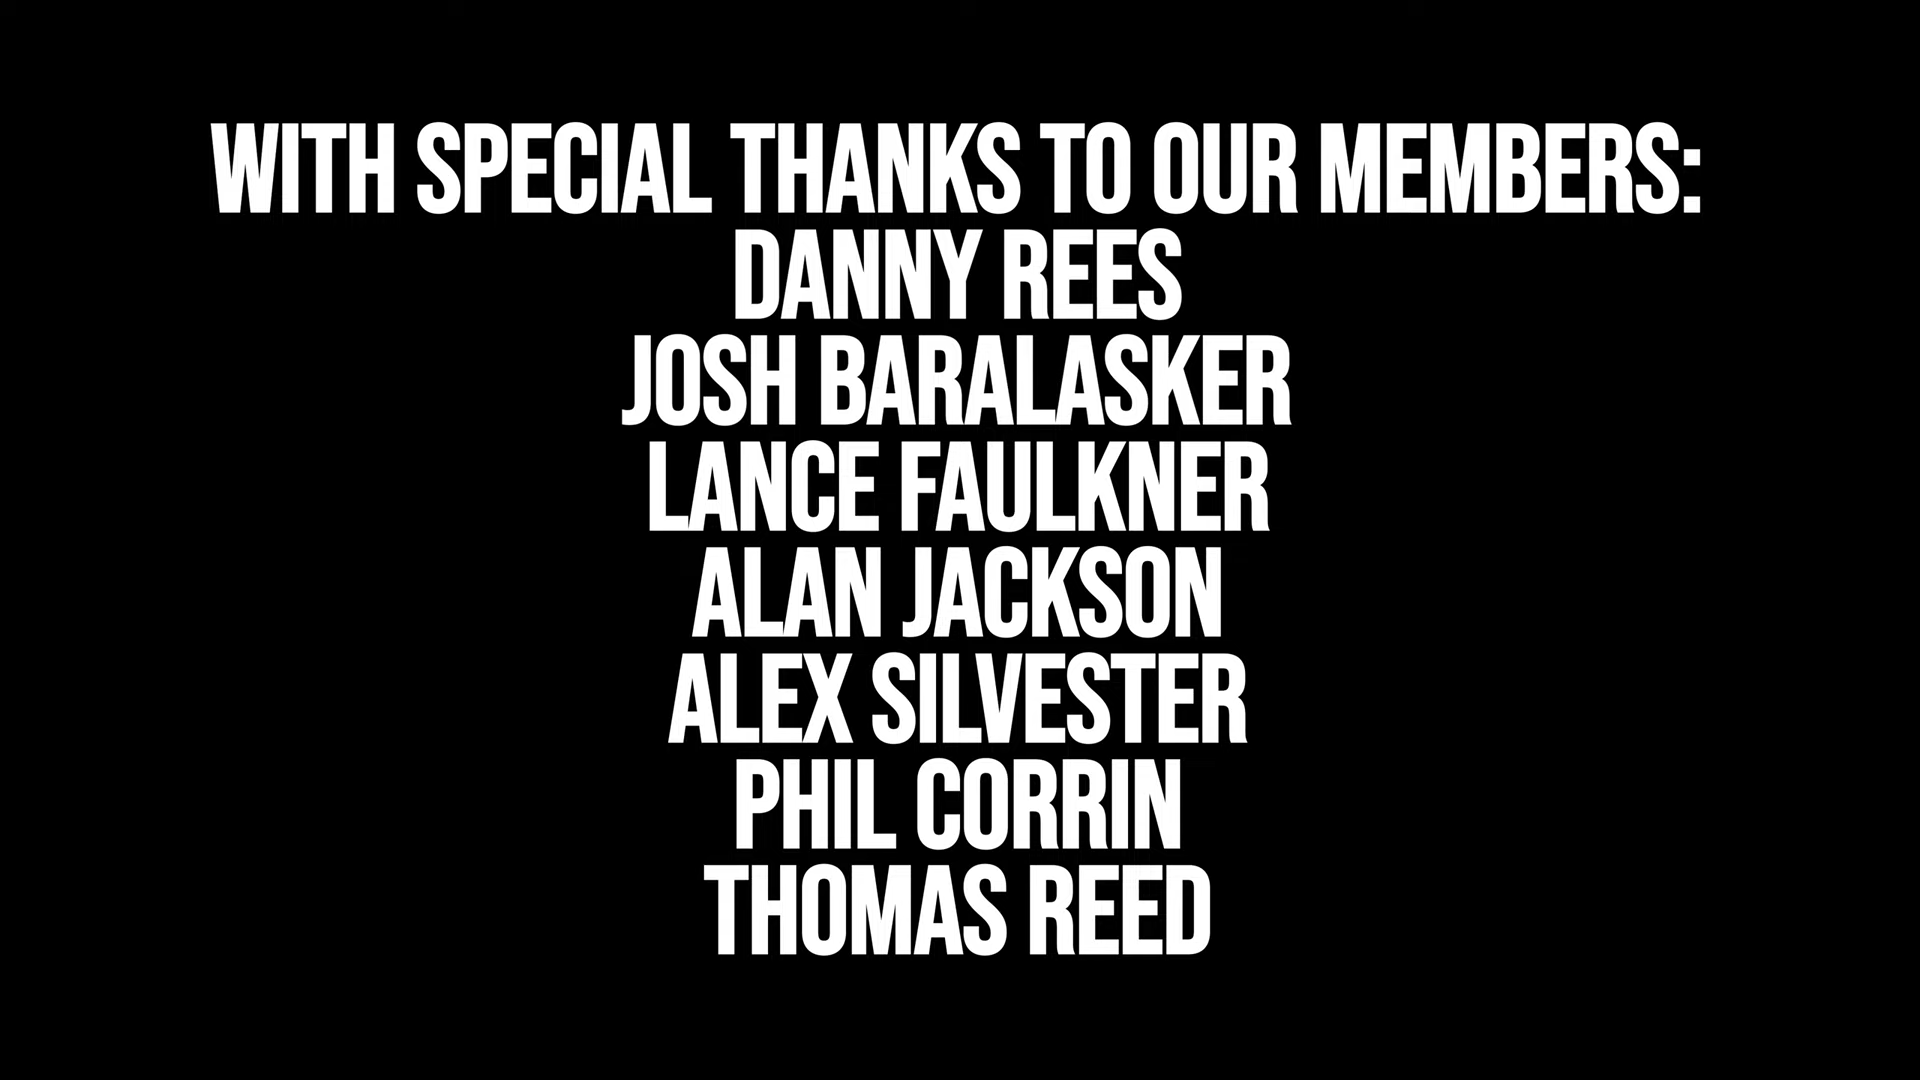 WITH SPECIAL THANKS TO OUR MEMBERS:
DANNY REES
JOSH BARALASKER
LANCE FAULKNER
ALAN JACKSON
ALEX SILVESTER
PHIL CORRIN
THOMAS REED